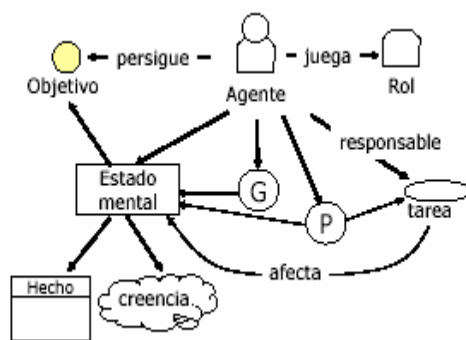 persigue
juega
Objetivo
Agente
Rol
responsable
Estado
mental
G
P
tarea
afecta
Hecho
creencia